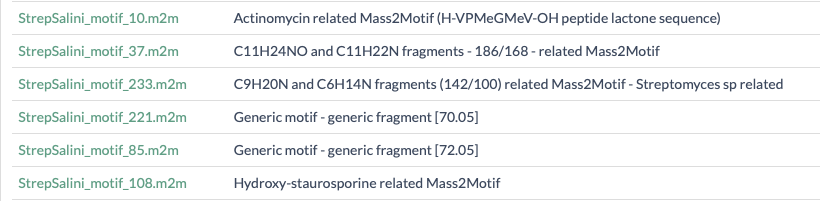 StrepSalini_motif_10.m2m Actinomycin related Mass2Motif (H-VPMeGMeV-OH peptide lactone sequence)
StrepSalini_motif_37.m2m C11H24NO and C11H22N fragments - 186/168 - related Mass2Motif
StrepSalini_motif_233.m2m C9H20N and C6H14N fragments (142/100) related Mass2Motif - Streptomyces sp related
StrepSalini_motif_221.m2m Generic motif - generic fragment [70.05]
StrepSalini_motif_85.m2m Generic motif - generic fragment [72.05]
StrepSalini_motif_108.m2m Hydroxy-staurosporine related Mass2Motif